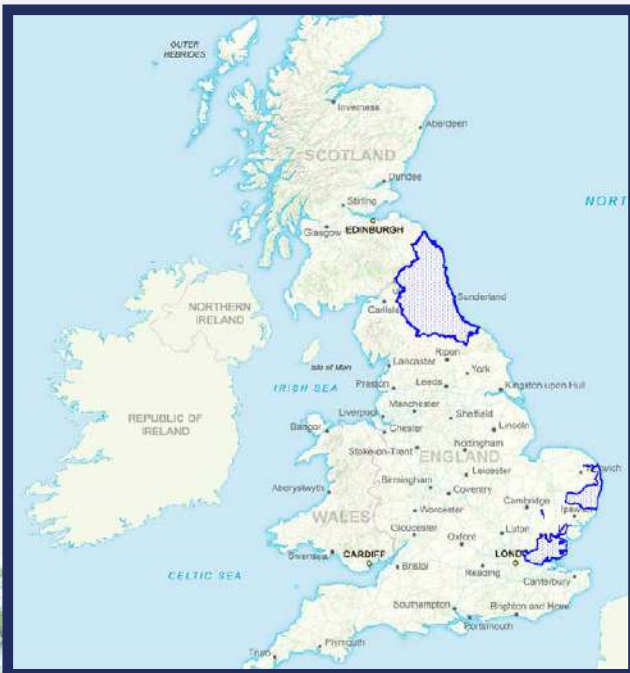 OUTER
HEBRIDES
Inverness
Aberdeen
SCOTLAND
Dundee
Stirling
NORT
Glasgow
EDINBURGH
Sunderland
NORTHERN
IRELAND
Carlisle
Isle of Man
Ripon
Lancaster
York
IRISH SEA
Preston
Leeds
Kingston upon Hull
Manchester
Liverpool
Sheffield
REPUBLIC OF
IRELAND
Bangor
Chester
Lincoln
Stoke-on-Trent
Nottingham
ENGLAND
Leicester
wich
Birmingham
Aberystwyth
Coventry
Cambridge
WALES
Worcester
Ipswich
Gloucester
Luton
Oxford
Swansea
CARDIFF
LONDO
CELTIC SEA
Bristol
Reading
Canterbury
Southampton
Brighton and Hove
Portsmouth
Plymouth
Truro